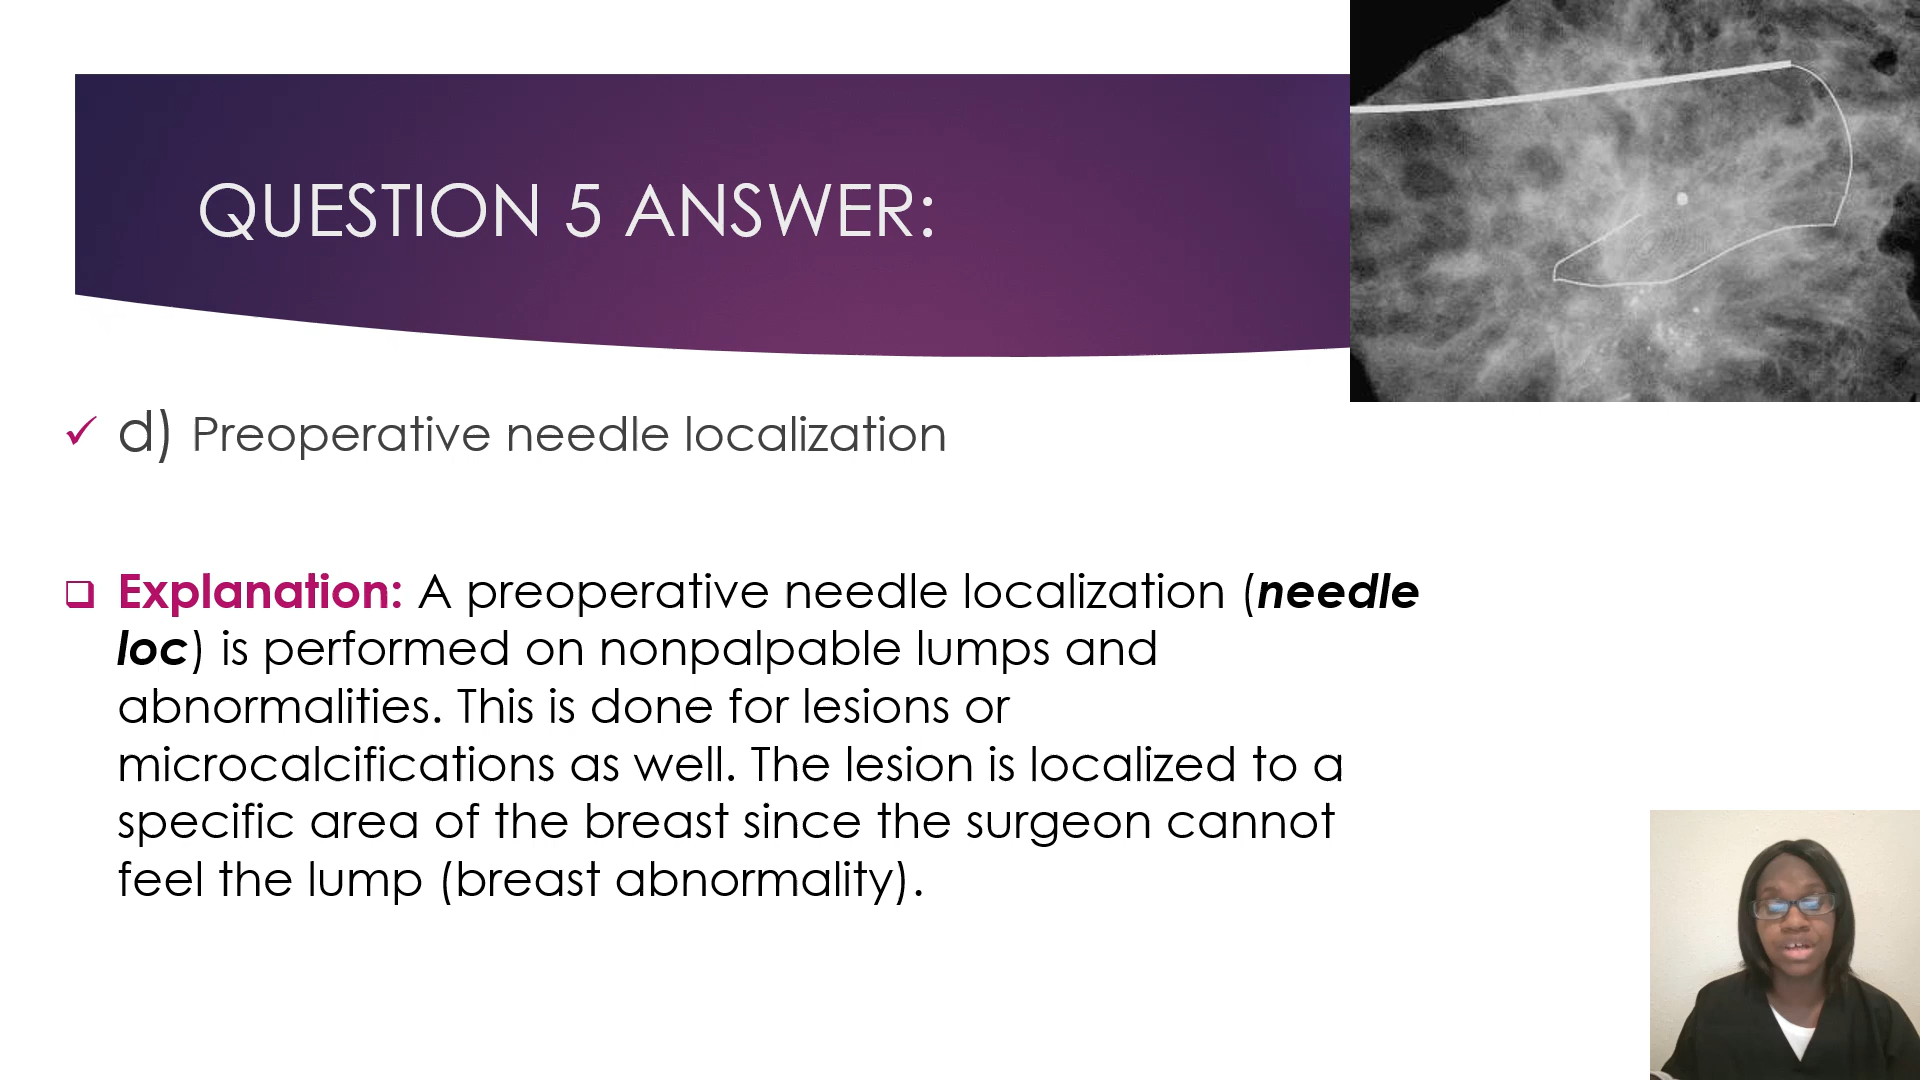 QUESTION 5 ANSWER:
d) Preoperative needle localization
Explanation: A preoperative needle localization (needle
loc) is performed on nonpalpable lumps and
abnormalities. This is done for lesions or
microcalcifications as well. The lesion is localized to a
specific area of the breast since the surgeon cannot
feel the lump (breast abnormality).